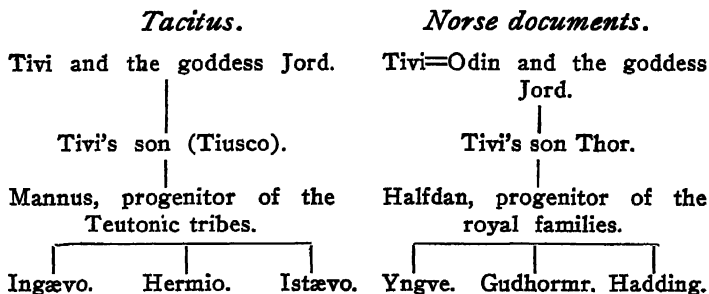 Tacitus.
Tivi and the goddess Jord.
Tivi's son (Tiusco).
Mannus, progenitor of the
Teutonic tribes.
Ingævo. Hermio. Istævo.
Norse documents.
Tivi=Odin and the goddess
Jord.
Tivi's son Thor.
Halfdan, progenitor of the
royal families.
Yngve. Gudhormr. Hadding.